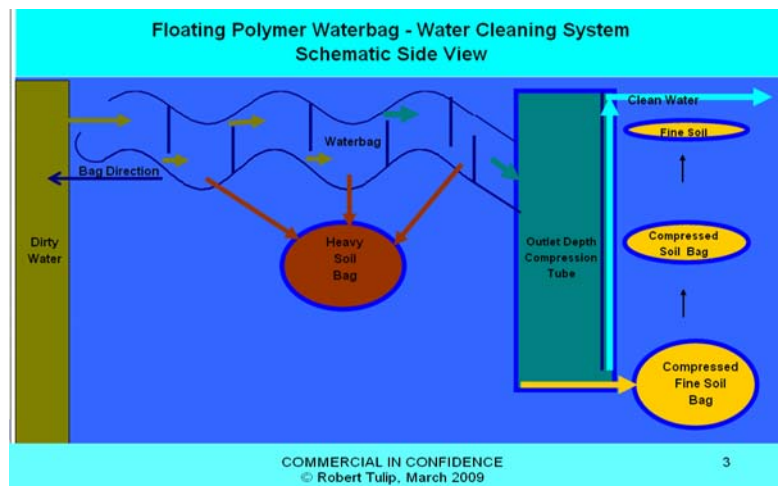 Floating Polymer Waterbag - Water Cleaning System
Schematic Side View
Clean Water
Fine Soil
Waterbag
Bag Direction
Dirty
Water
Heavy
Soil
Bag
Outlet Depth
Compression
Tube
Compressed
Soil Bag
Compressed
Fine Soil
Bag
COMMERCIAL IN CONFIDENCE
3
© Robert Tulip, March 2009